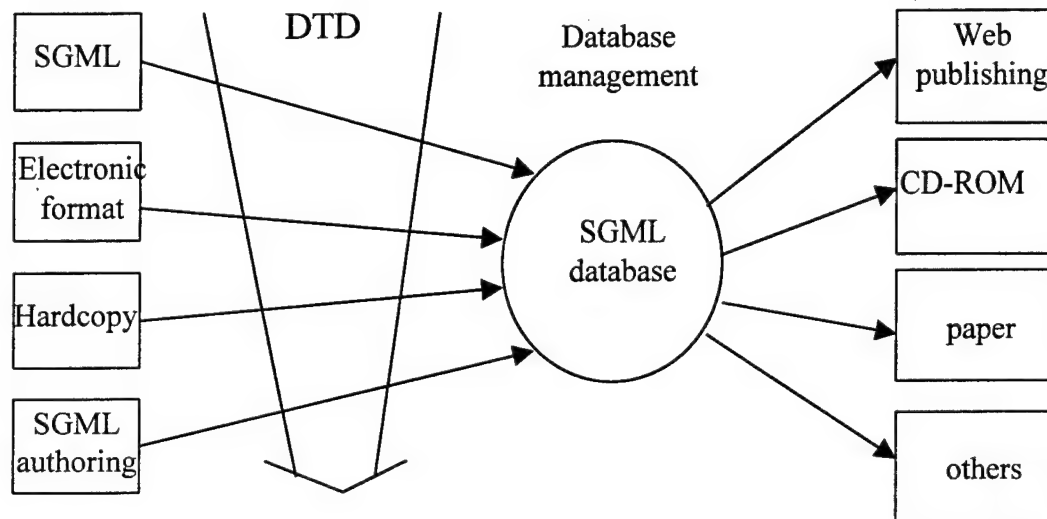 SGML
Electronic
format
Hardcopy
SGML
authoring
DTD
Database
management
SGML
database
Web
publishing
CD-ROM
paper
others